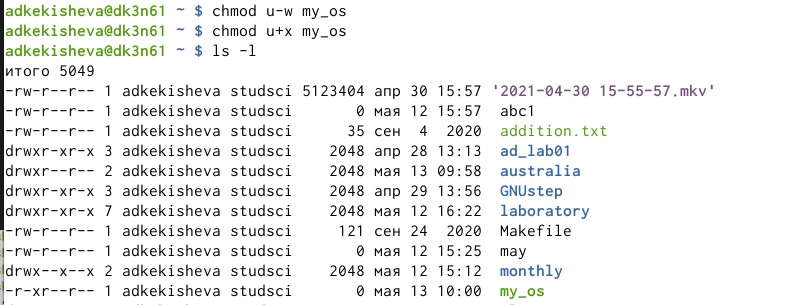 adkekisheva@dk3n61 ~ $ chmod u-w my_os
adkekisheva@dk3n61 ~ $ chmod u+x my_os
adkekisheva@dk3n61 ~ $ ls -l
итого 5049
-rw-r--r-- 1 adkekisheva studsci 5123404 апр 30 15:57 '2021-04-30 15-55-57.mkv'
-rw-r--r-- 1 adkekisheva studsci       0 мая 12 15:57  abc1
-rw-r--r-- 1 adkekisheva studsci      35 сен  4  2020  addition.txt
drwxr-xr-x 3 adkekisheva studsci    2048 апр 28 13:13  ad_lab01
drwxr--r-- 2 adkekisheva studsci    2048 мая 13 09:58  australia
drwxr-xr-x 3 adkekisheva studsci    2048 апр 29 13:56  GNUstep
drwxr-xr-x 7 adkekisheva studsci    2048 мая 12 16:22  laboratory
-rw-r--r-- 1 adkekisheva studsci     121 сен 24  2020  Makefile
-rw-r--r-- 1 adkekisheva studsci       0 мая 12 15:25  may
drwx--x--x 2 adkekisheva studsci    2048 мая 12 15:12  monthly
-r-xr--r-- 1 adkekisheva studsci       0 мая 13 10:00  my_os